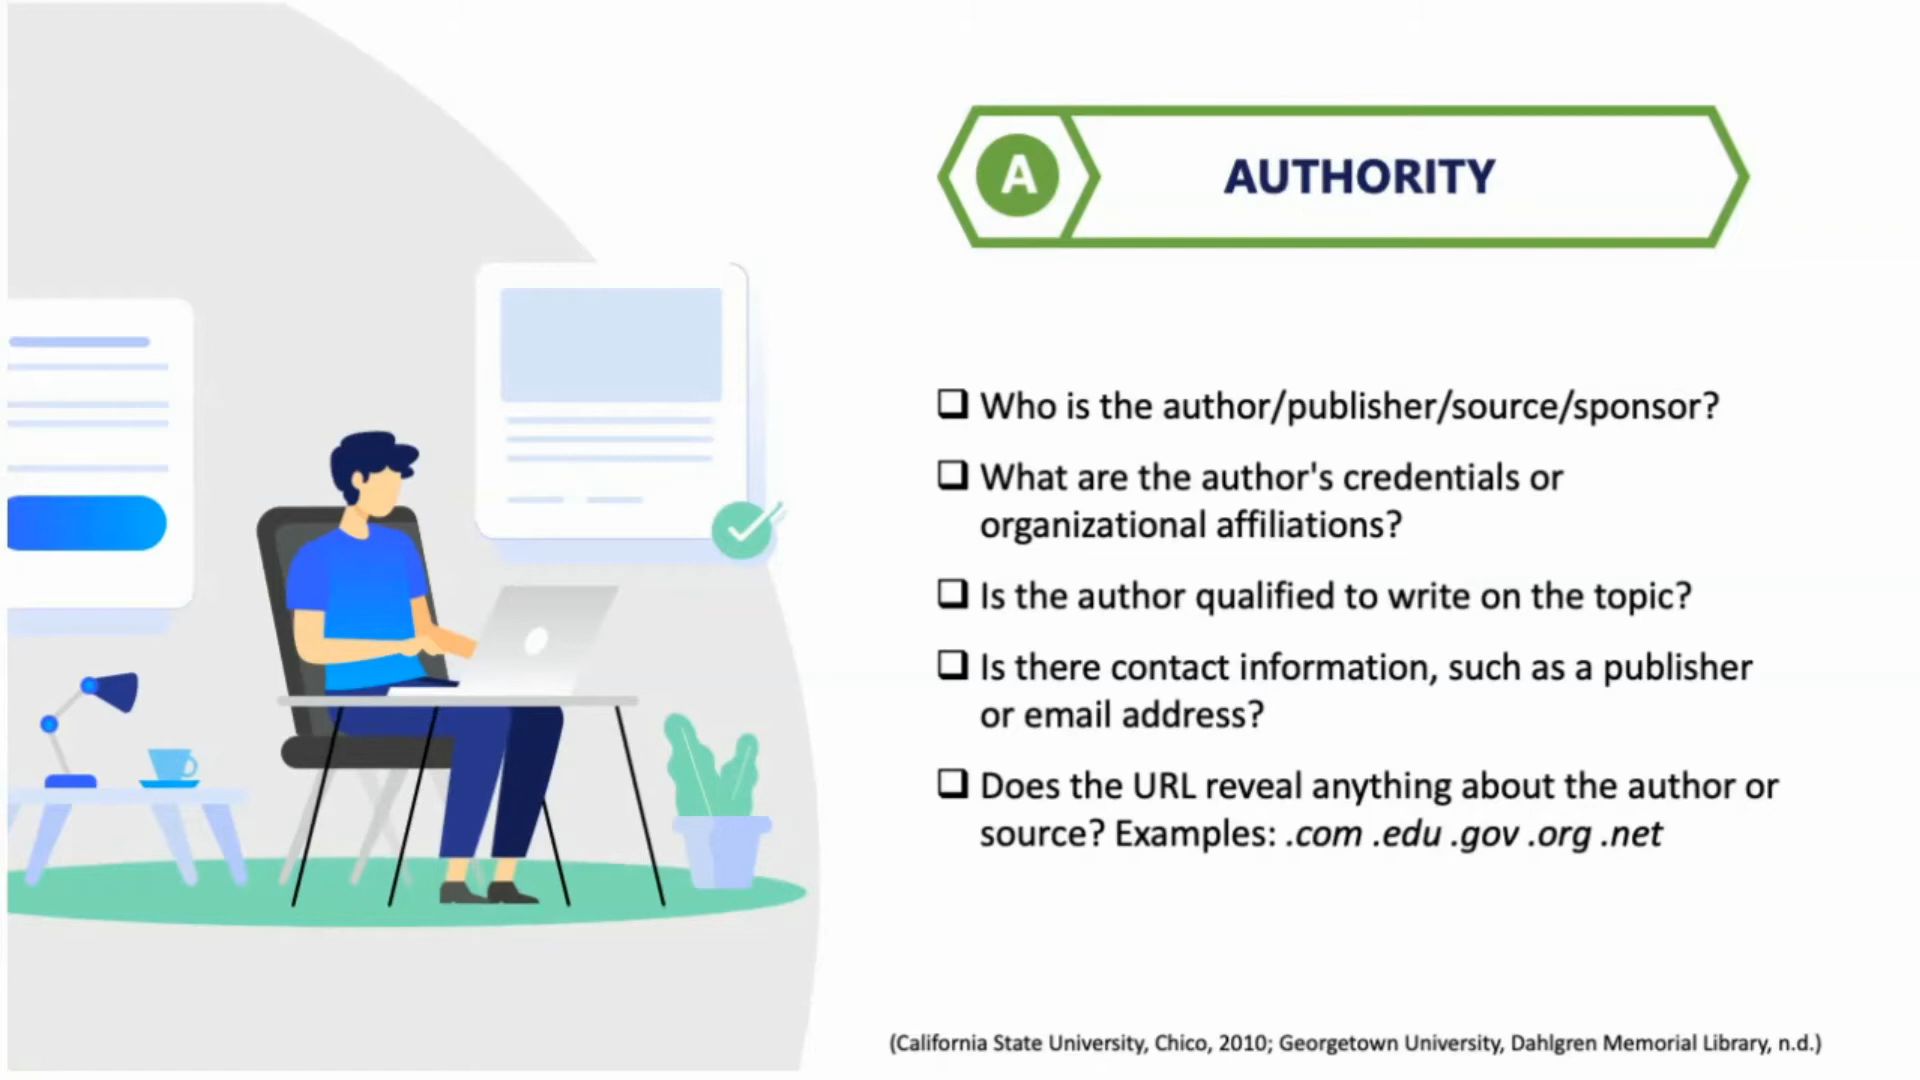 A
AUTHORITY
❑ Who is the author/publisher/source/sponsor?
❑ What are the author's credentials or
organizational affiliations?
❑ Is the author qualified to write on the topic?
❑ Is there contact information, such as a publisher
or email address?
❑ Does the URL reveal anything about the author or
source? Examples: .com .edu .gov .org .net
(California State University, Chico, 2010; Georgetown University, Dahlgren Memorial Library, n.d.)